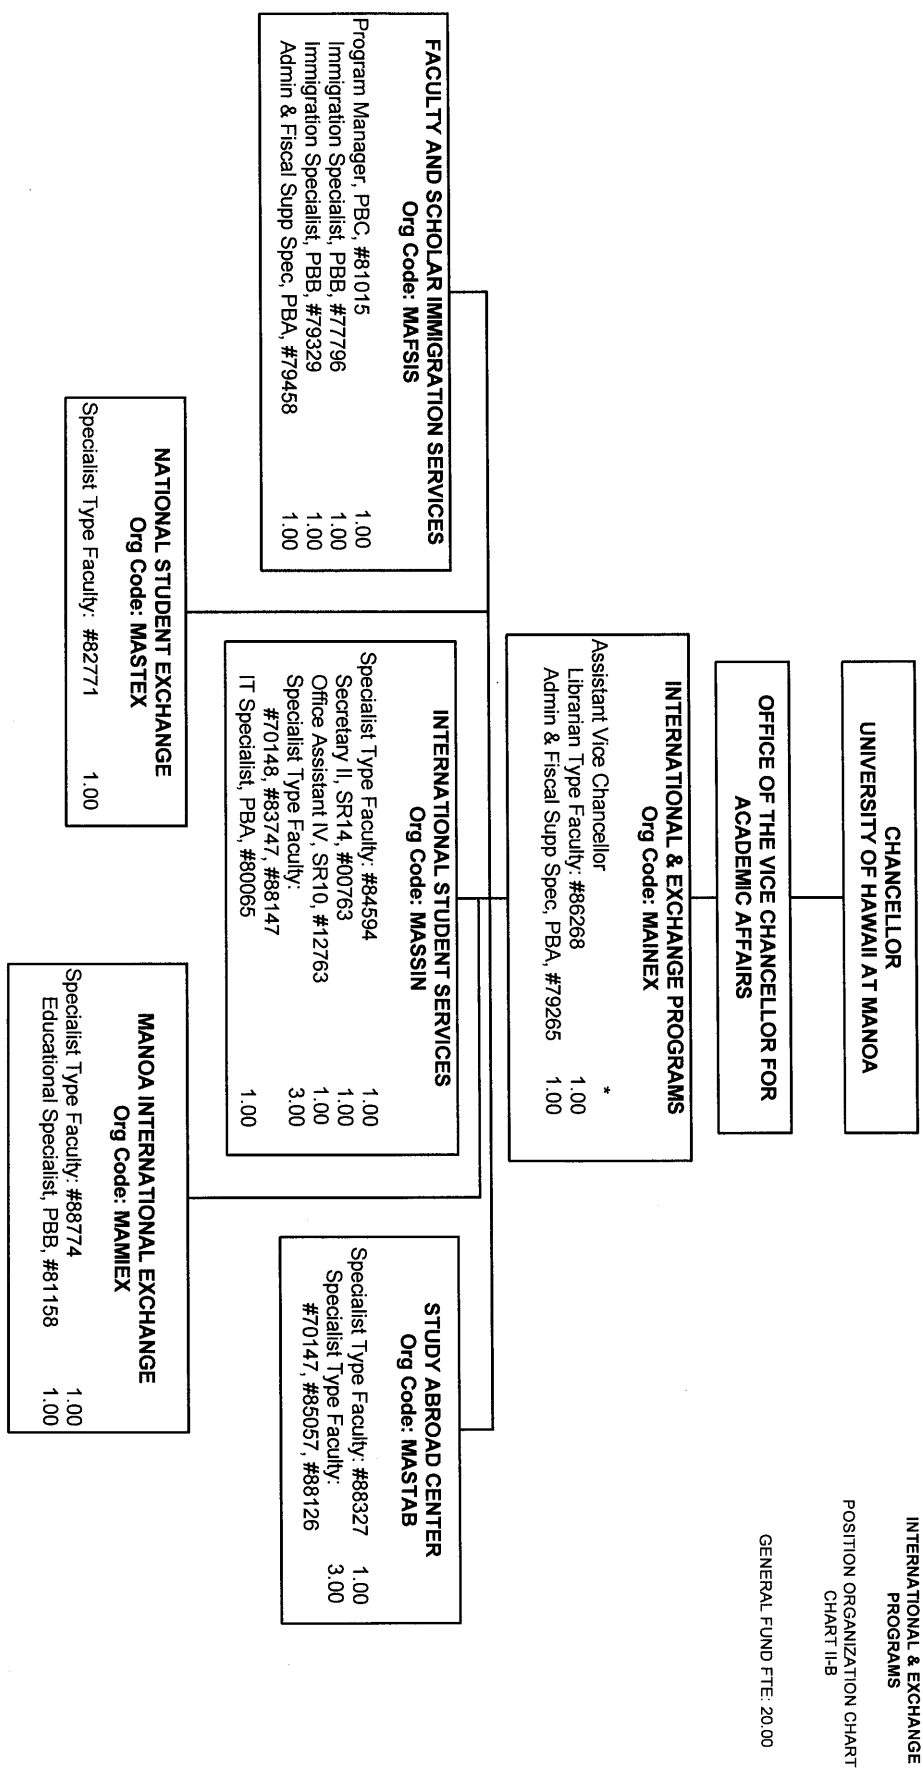 INTERNATIONAL & EXCHANGE
PROGRAMS
POSITION ORGANIZATION CHART
CHART II-B
GENERAL FUND FTE: 20.00
CHANCELLOR
UNIVERSITY OF HAWAII AT MANOA
OFFICE OF THE VICE CHANCELLOR FOR
ACADEMIC AFFAIRS
INTERNATIONAL & EXCHANGE PROGRAMS
Org Code: MAINEX
Assistant Vice Chancellor *
Librarian Type Faculty: #86268 1.00
Admin & Fiscal Supp Spec, PBA, #79265 1.00
FACULTY AND SCHOLAR IMMIGRATION SERVICES
Org Code: MAFSIS
Program Manager, PBC, #81015 1.00
Immigration Specialist, PBB, #77796 1.00
Immigration Specialist, PBB, #79329 1.00
Admin & Fiscal Supp Spec, PBA, #79458 1.00
INTERNATIONAL STUDENT SERVICES
Org Code: MASSIN
Specialist Type Faculty: #84594 1.00
Secretary II, SR14, #00763 1.00
Office Assistant IV, SR10, #12763 1.00
Specialist Type Faculty: 3.00
#70148, #83747, #88147
IT Specialist, PBA, #80065 1.00
STUDY ABROAD CENTER
Org Code: MASTAB
Specialist Type Faculty: #88327 1.00
Specialist Type Faculty: 3.00
#70147, #85057, #88126
NATIONAL STUDENT EXCHANGE
Org Code: MASTEX
Specialist Type Faculty: #82771 1.00
MANOA INTERNATIONAL EXCHANGE
Org Code: MAMIEX
Specialist Type Faculty: #88774 1.00
Educational Specialist, PBB, #81158 1.00